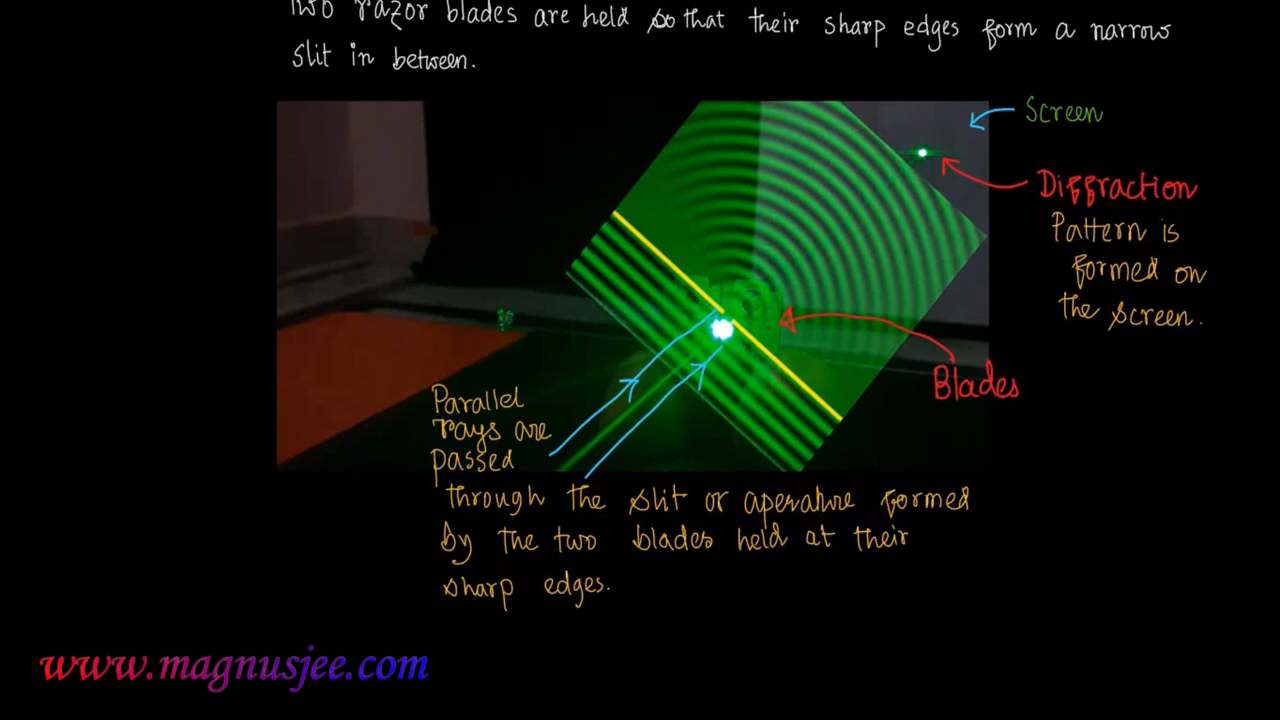 Two razor blades are held so that their sharp edges form a narrow
slit in between.
Screen
Diffraction
Pattern is
formed on
the screen.
Blades
Parallel
rays are
passed
through the slit or aperature formed
by the two blades held at their
sharp edges.
www.magnusjee.com